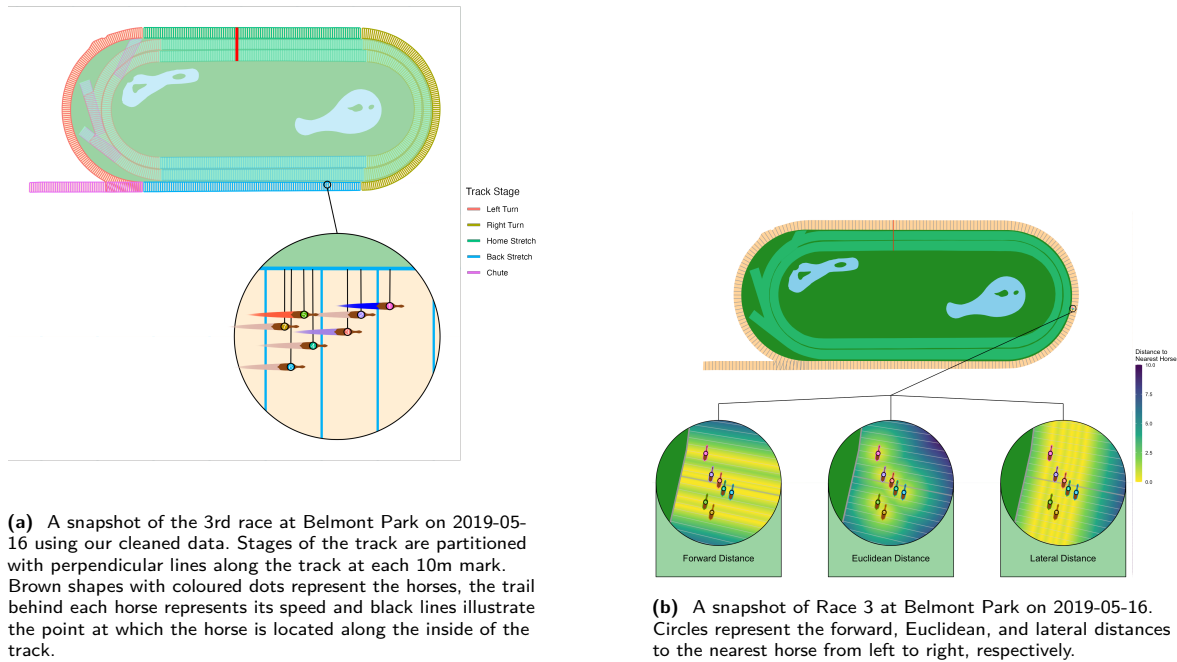 Track Stage
Left Turn
Right Turn
Home Stretch
Back Stretch
Chute
(a) A snapshot of the 3rd race at Belmont Park on 2019-05-
16 using our cleaned data. Stages of the track are partitioned
with perpendicular lines along the track at each 10m mark.
Brown shapes with coloured dots represent the horses, the trail
behind each horse represents its speed and black lines illustrate
the point at which the horse is located along the inside of the
track.
Distance to
Nearest Horse
10.0
7.5
5.0
2.5
0.0
Forward Distance
Euclidean Distance
Lateral Distance
(b) A snapshot of Race 3 at Belmont Park on 2019-05-16.
Circles represent the forward, Euclidean, and lateral distances
to the nearest horse from left to right, respectively.